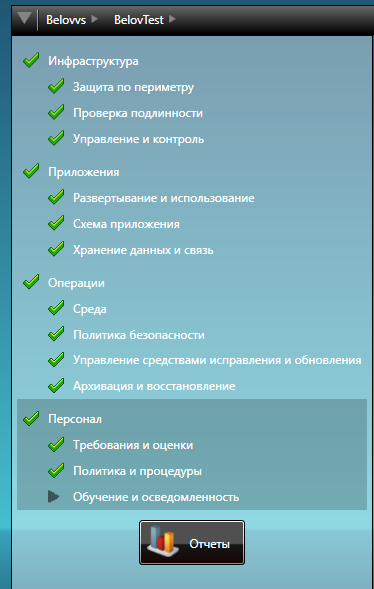 Belovvs BelovTest
Инфраструктура
Защита по периметру
Проверка подлинности
Управление и контроль
Приложения
Развертывание и использование
Схема приложения
Хранение данных и связь
Операции
Среда
Политика безопасности
Управление средствами исправления и обновления
Архивация и восстановление
Персонал
Требования и оценки
Политика и процедуры
Обучение и осведомленность
Отчеты